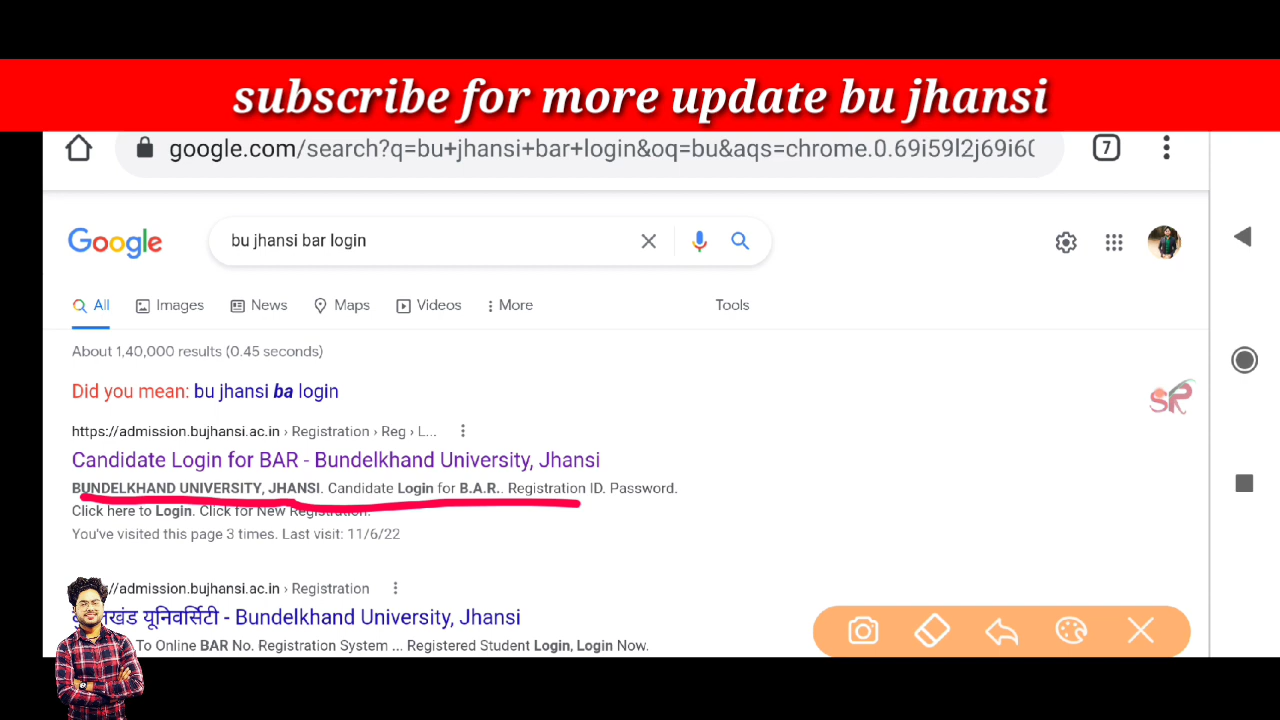 subscribe for more update bu jhansi
google.com/search?q=bu+jhansi+bar+login&oq=bu&aqs=chrome.0.69i59l2j69i6
7
Google
bu jhansi bar login
All Images News Maps Videos More Tools
About 1,40,000 results (0.45 seconds)
Did you mean: bu jhansi ba login
https://admission.bujhansi.ac.in › Registration › Reg › L...
Candidate Login for BAR - Bundelkhand University, Jhansi
BUNDELKHAND UNIVERSITY, JHANSI. Candidate Login for B.A.R.. Registration ID. Password.
Click here to Login. Click for New Registration.
You've visited this page 3 times. Last visit: 11/6/22
//admission.bujhansi.ac.in › Registration
यूनिवर्सिटी - Bundelkhand University, Jhansi
To Online BAR No. Registration System ... Registered Student Login, Login Now.
SR